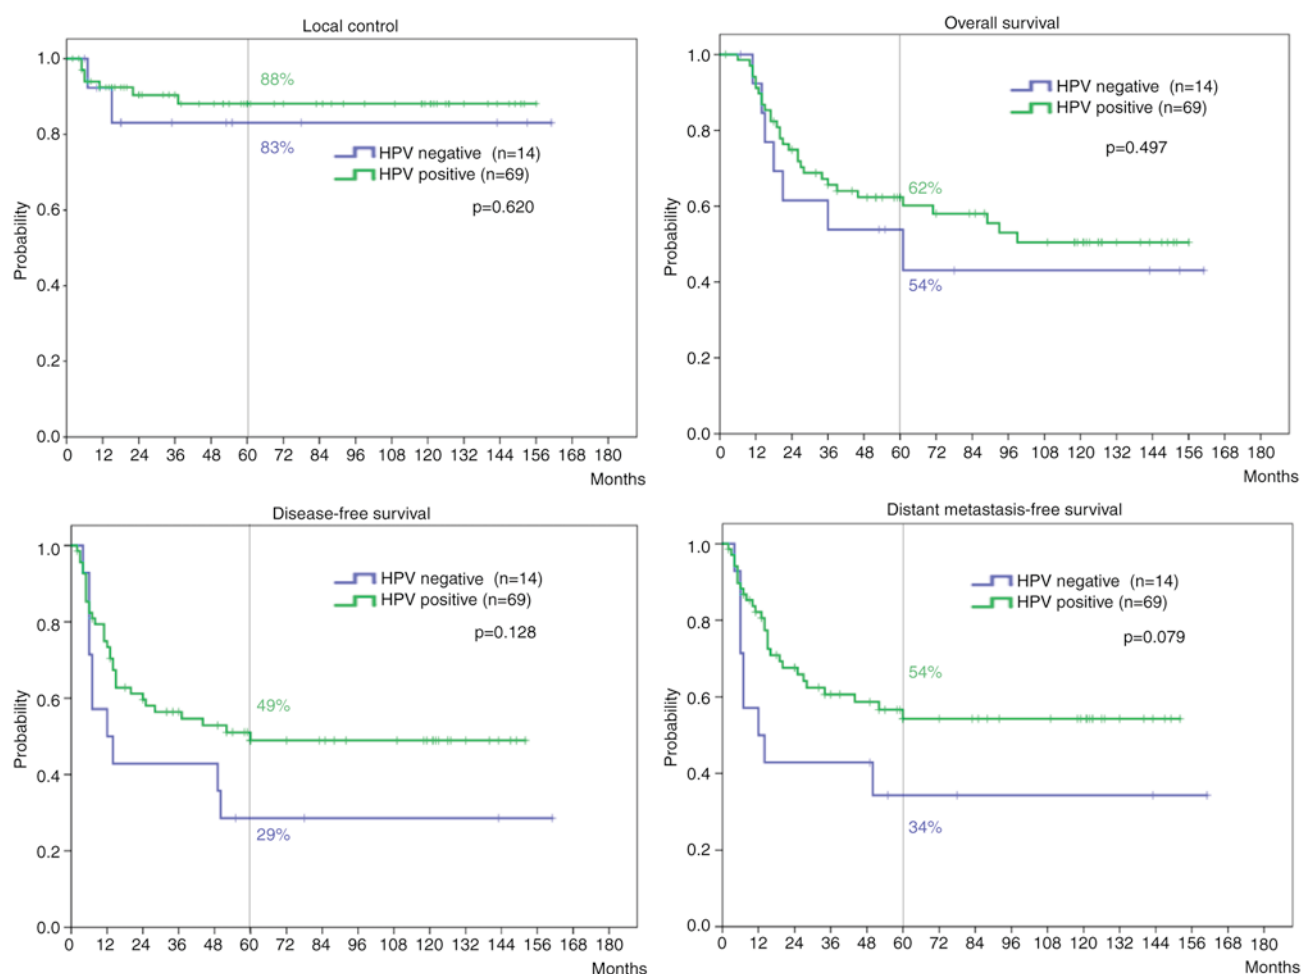 Local control
1.0
0.8
0.6
0.4
0.2
0.0
Probability
88%
83%
HPV negative (n=14)
HPV positive (n=69)
p=0.620
0 12 24 36 48 60 72 84 96 108 120 132 144 156 168 180
Months
Overall survival
1.0
0.8
0.6
0.4
0.2
0.0
Probability
HPV negative (n=14)
HPV positive (n=69)
p=0.497
62%
54%
0 12 24 36 48 60 72 84 96 108 120 132 144 156 168 180
Months
Disease-free survival
1.0
0.8
0.6
0.4
0.2
0.0
Probability
HPV negative (n=14)
HPV positive (n=69)
p=0.128
49%
29%
0 12 24 36 48 60 72 84 96 108 120 132 144 156 168 180
Months
Distant metastasis-free survival
1.0
0.8
0.6
0.4
0.2
0.0
Probability
HPV negative (n=14)
HPV positive (n=69)
p=0.079
54%
34%
0 12 24 36 48 60 72 84 96 108 120 132 144 156 168 180
Months